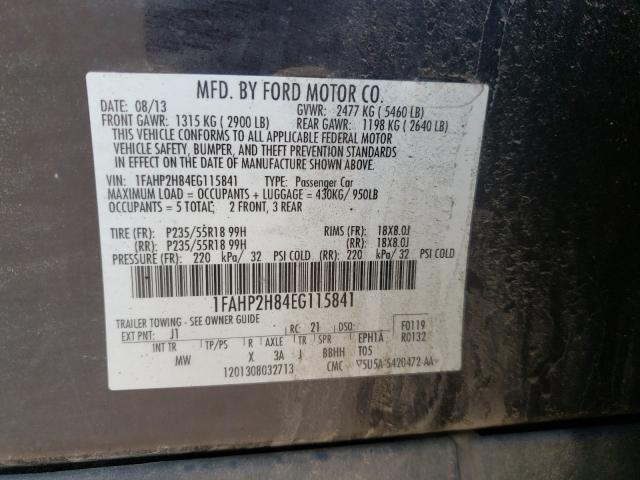 MFD. BY FORD MOTOR CO.
DATE: 08/13 GVWR: 2477 KG ( 5460 LB)
FRONT GAWR: 1315 KG ( 2900 LB) REAR GAWR: 1198 KG ( 2640 LB)
THIS VEHICLE CONFORMS TO ALL APPLICABLE FEDERAL MOTOR
VEHICLE SAFETY, BUMPER, AND THEFT PREVENTION STANDARDS
IN EFFECT ON THE DATE OF MANUFACTURE SHOWN ABOVE.
VIN: 1FAHP2H84EG115841 TYPE: Passenger Car
MAXIMUM LOAD = OCCUPANTS + LUGGAGE = 430KG/ 950LB
OCCUPANTS = 5 TOTAL; 2 FRONT, 3 REAR
TIRE (FR): P235/55R18 99H RIMS (FR): 18X8.0J
(RR): P235/55R18 99H (RR): 18X8.0J
PRESSURE (FR): 220 kPa/ 32 PSI COLD (RR): 220 kPa/ 32 PSI COLD
1FAHP2H84EG115841
TRAILER TOWING - SEE OWNER GUIDE F0119
EXT PNT: J1 RC: 21 DSO: R0132
INT TR TP/PS R AXLE TR SPR EPH1A
MW X 3A J BBHH T05
1201308032713 CMC 5U5A-S420472-AA